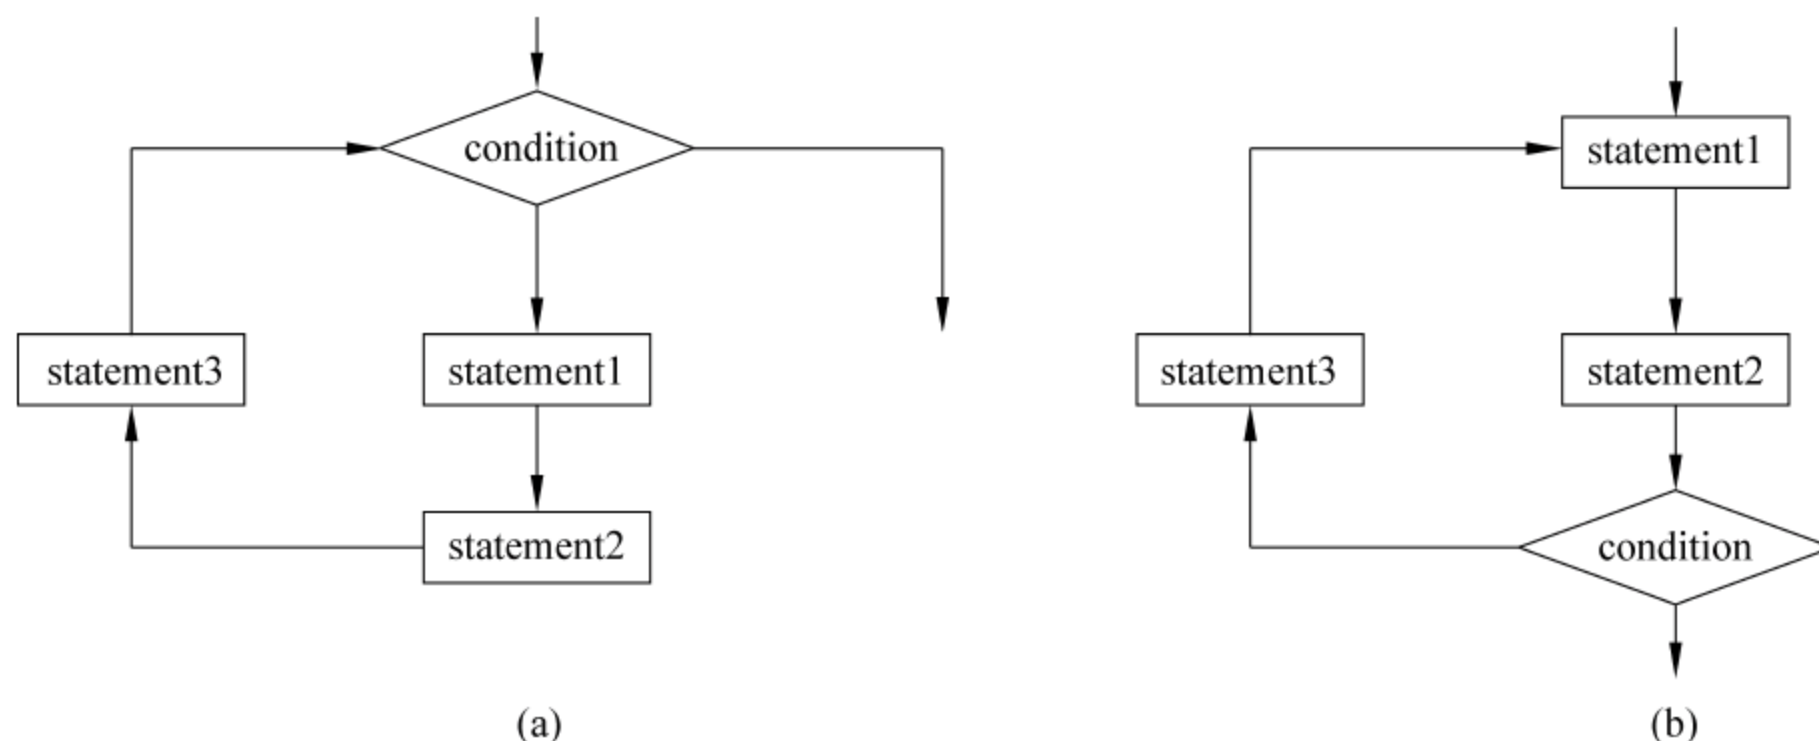 condition
statement3
statement1
statement2
(a)
statement1
statement3
statement2
condition
(b)